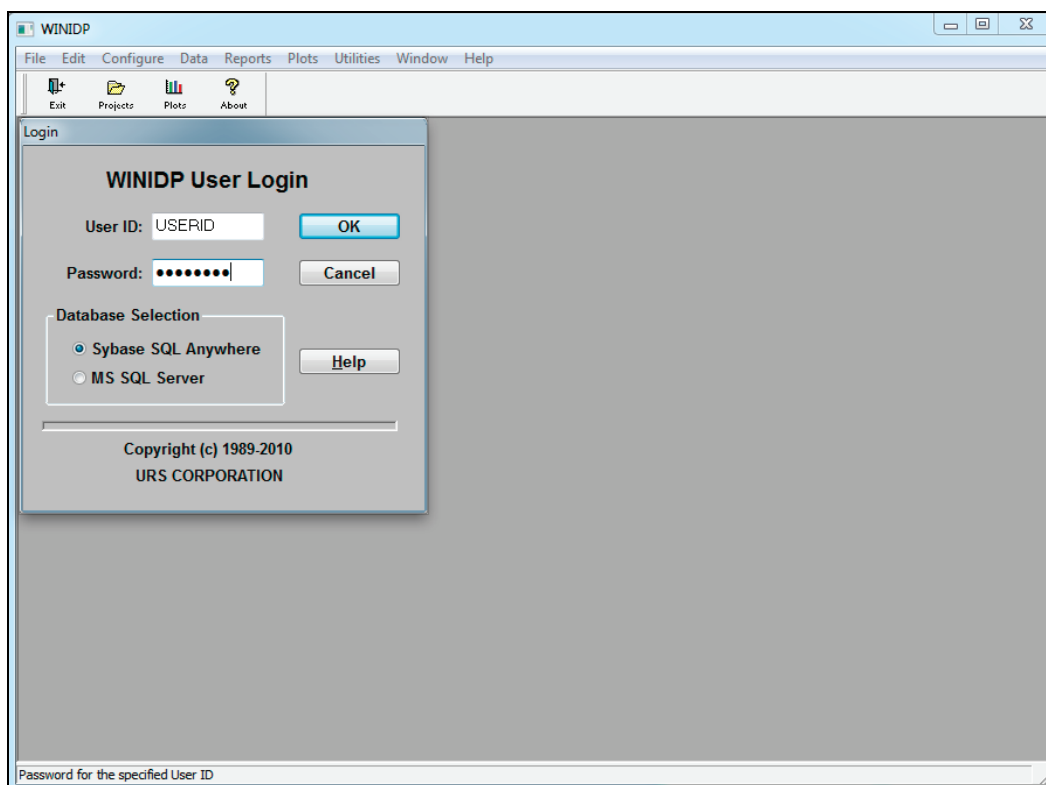 WINIDP
File Edit Configure Data Reports Plots Utilities Window Help
Exit Projects Plots About
Login
WINIDP User Login
User ID: USERID OK
Password: ●●●●●●●● Cancel
Database Selection
Sybase SQL Anywhere
MS SQL Server
Help
Copyright (c) 1989-2010
URS CORPORATION
Password for the specified User ID